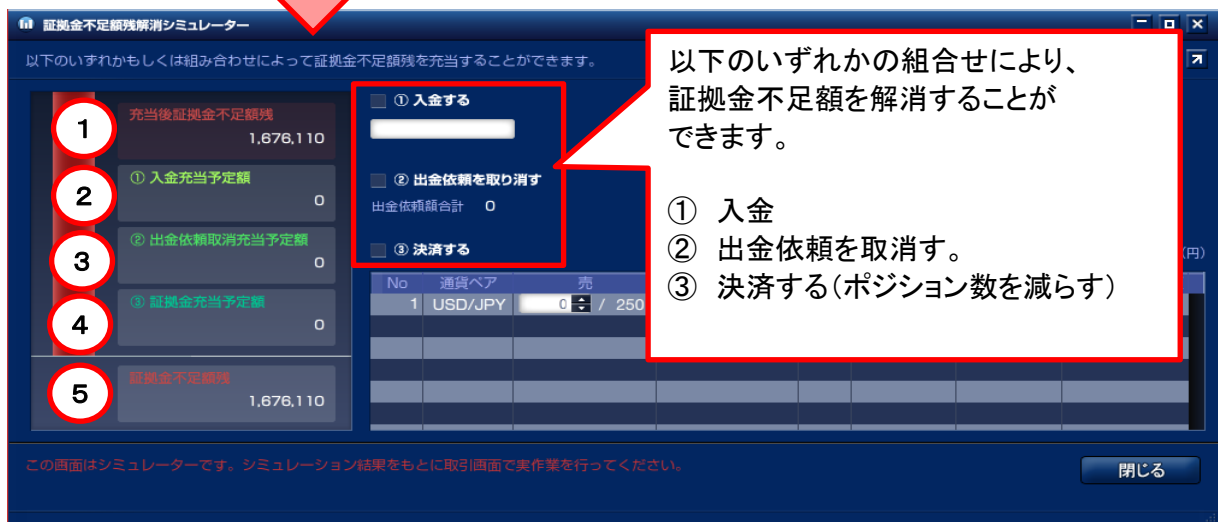 証拠金不足額残解消シミュレーター
以下のいずれかもしくは組み合わせによって証拠金不足額残を充当することができます。
1
充当後証拠金不足額残
1,676,110
2
① 入金充当予定額
0
3
② 出金依頼取消充当予定額
0
4
③ 証拠金充当予定額
0
5
証拠金不足額残
1,676,110
① 入金する
② 出金依頼を取り消す
出金依頼額合計 0
③ 決済する
(円)
No 通貨ペア 売
1 USD/JPY 0 / 250
以下のいずれかの組合せにより、
証拠金不足額を解消することが
できます。
① 入金
② 出金依頼を取消す。
③ 決済する(ポジション数を減らす)
この画面はシミュレーターです。シミュレーション結果をもとに取引画面で実作業を行ってください。
閉じる